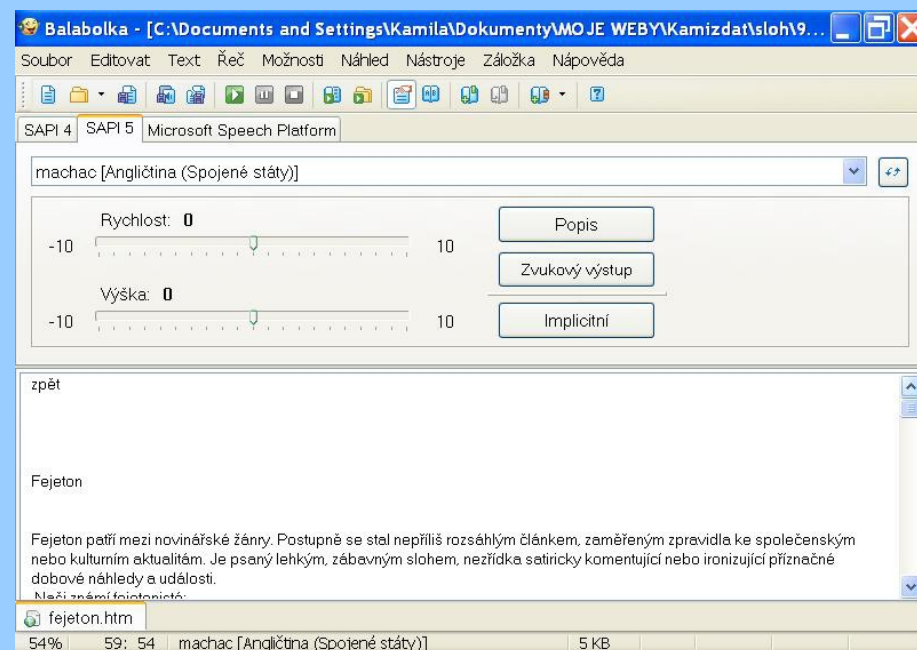 Balabolka - [C:\Documents and Settings\Kamila\Dokumenty\MOJE WEBY\Kamizdat\sloh\9...
Soubor Editovat Text Řeč Možnosti Náhled Nástroje Záložka Nápověda
SAPI 4 SAPI 5 Microsoft Speech Platform
machac [Angličtina (Spojené státy)]
Rychlost: 0
-10 10
Popis
Zvukový výstup
Výška: 0
-10 10
Implicitní
zpět
Fejeton
Fejeton patří mezi novinářské žánry. Postupně se stal nepříliš rozsáhlým článkem, zaměřeným zpravidla ke společenským
nebo kulturním aktualitám. Je psaný lehkým, zábavným slohem, nezřídka satiricky komentující nebo ironizující příznačné
dobové náhledy a události.
Naši známí fejetonisté:
fejeton.htm
54% 59: 54 machac [Angličtina (Spojené státy)] 5 KB